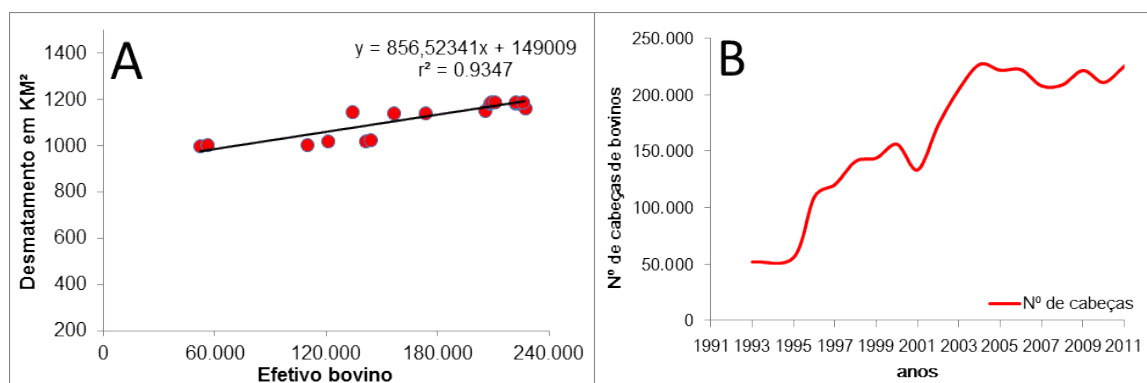 A
y = 856,52341x + 149009
r² = 0.9347
Desmatamento em KM²
1400
1200
1000
800
600
400
200
0 60.000 120.000 180.000 240.000
Efetivo bovino
B
Nº de cabeças de bovinos
250.000
200.000
150.000
100.000
50.000
0
Nº de cabeças
1991 1993 1995 1997 1999 2001 2003 2005 2007 2009 2011
anos